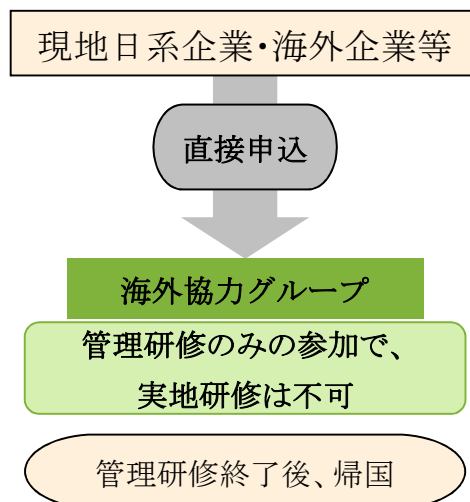 現地日系企業・海外企業等
直接申込
海外協力グループ
管理研修のみの参加で、
実地研修は不可
管理研修終了後、帰国